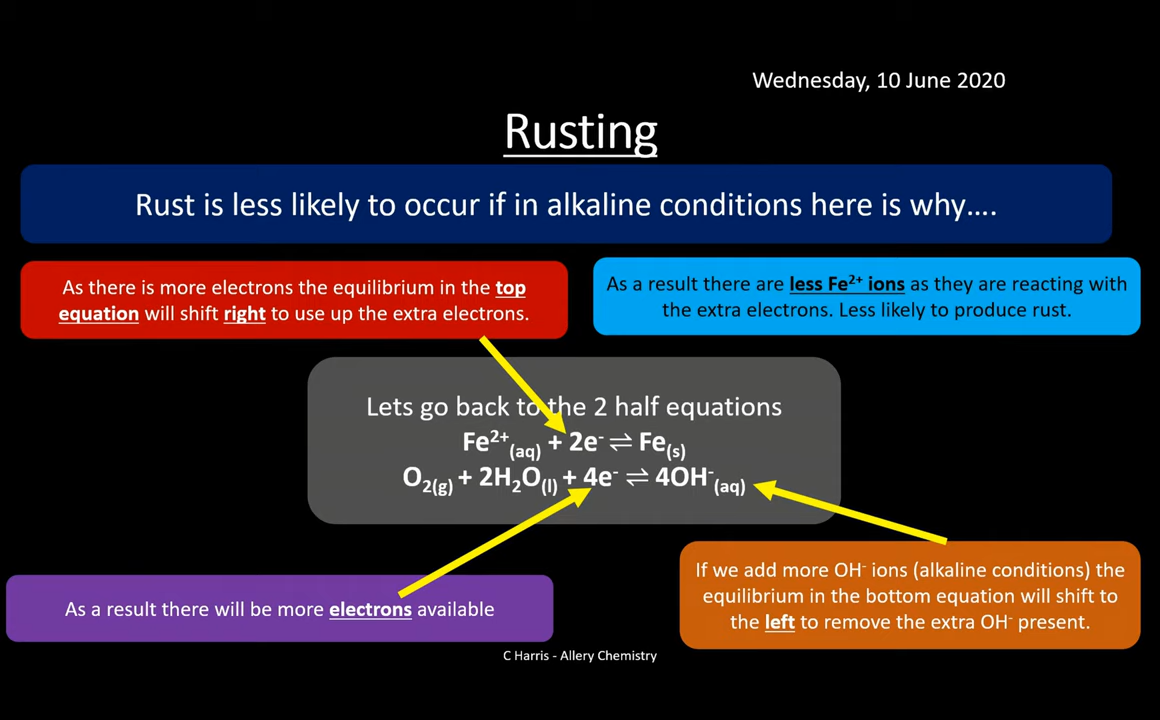 Wednesday, 10 June 2020
Rusting
Rust is less likely to occur if in alkaline conditions here is why....
As there is more electrons the equilibrium in the top
equation will shift right to use up the extra electrons.
As a result there are less Fe²⁺ ions as they are reacting with
the extra electrons. Less likely to produce rust.
Lets go back to the 2 half equations
Fe²⁺(aq) + 2e⁻ ⇌ Fe(s)
O₂(g) + 2H₂O(l) + 4e⁻ ⇌ 4OH⁻(aq)
As a result there will be more electrons available
If we add more OH⁻ ions (alkaline conditions) the
equilibrium in the bottom equation will shift to
the left to remove the extra OH⁻ present.
C Harris - Allery Chemistry